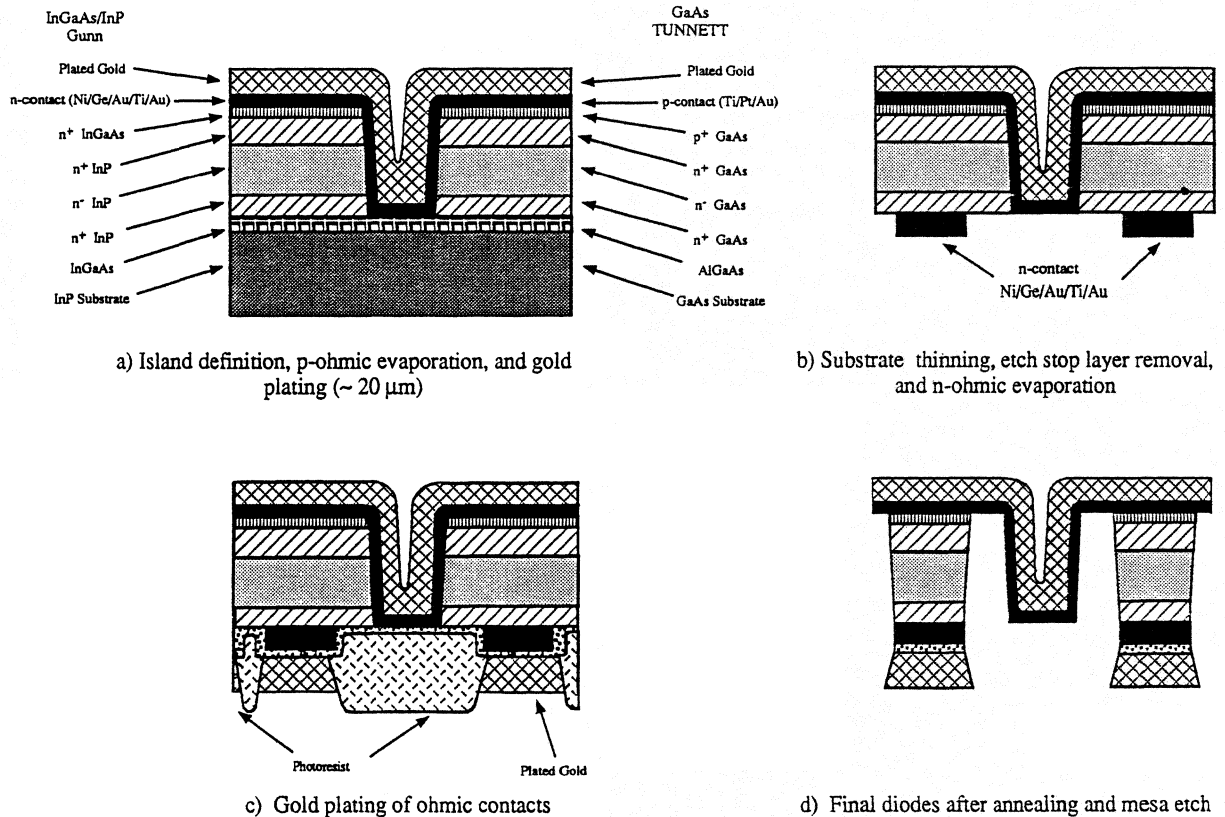 InGaAs/InP
Gunn
Plated Gold
n-contact (Ni/Ge/Au/Ti/Au)
n+ InGaAs
n+ InP
n- InP
n+ InP
InGaAs
InP Substrate
GaAs
TUNNETT
Plated Gold
p-contact (Ti/Pt/Au)
p+ GaAs
n+ GaAs
n- GaAs
n+ GaAs
AlGaAs
GaAs Substrate
a) Island definition, p-ohmic evaporation, and gold
plating (~ 20 μm)
n-contact
Ni/Ge/Au/Ti/Au
b) Substrate thinning, etch stop layer removal,
and n-ohmic evaporation
Photoresist
Plated Gold
c) Gold plating of ohmic contacts
d) Final diodes after annealing and mesa etch